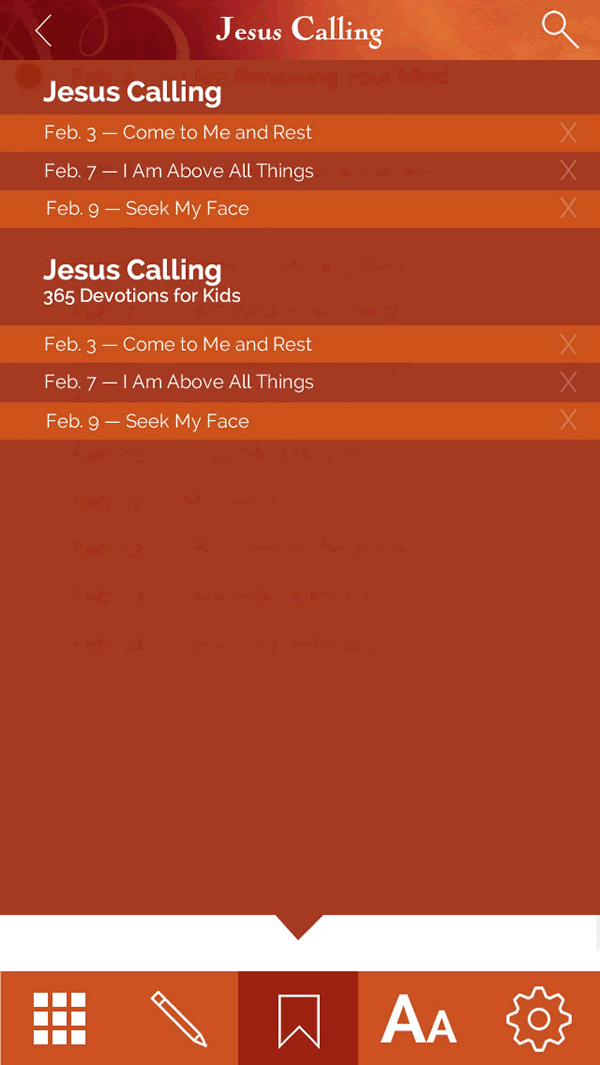 Jesus Calling
Jesus Calling
Feb. 3 — Come to Me and Rest X
Feb. 7 — I Am Above All Things X
Feb. 9 — Seek My Face X
Jesus Calling
365 Devotions for Kids
Feb. 3 — Come to Me and Rest X
Feb. 7 — I Am Above All Things X
Feb. 9 — Seek My Face X
AA